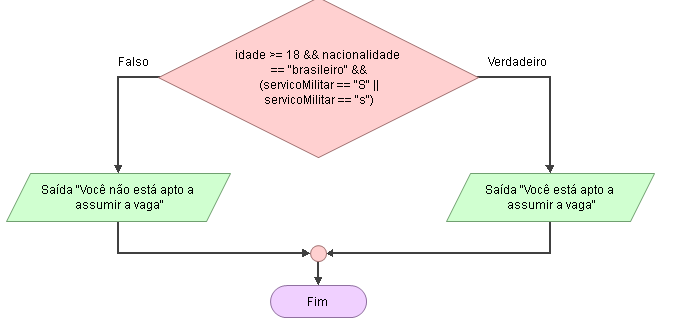 idade >= 18 && nacionalidade
== "brasileiro" &&
(servicoMilitar == "S" ||
servicoMilitar == "s")
Falso
Verdadeiro
Saída "Você não está apto a
assumir a vaga"
Saída "Você está apto a
assumir a vaga"
Fim